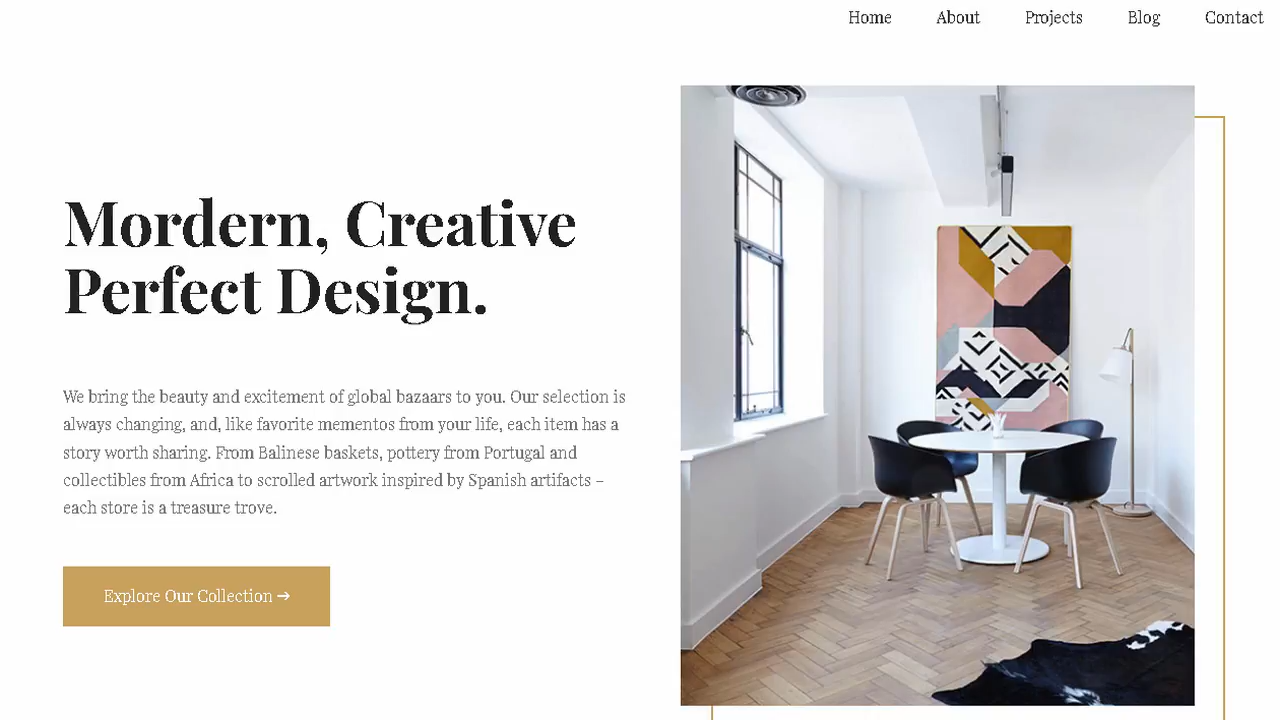 Home About Projects Blog Contact
Mordern, Creative
Perfect Design.
We bring the beauty and excitement of global bazaars to you. Our selection is
always changing, and, like favorite mementos from your life, each item has a
story worth sharing. From Balinese baskets, pottery from Portugal and
collectibles from Africa to scrolled artwork inspired by Spanish artifacts –
each store is a treasure trove.
Explore Our Collection →